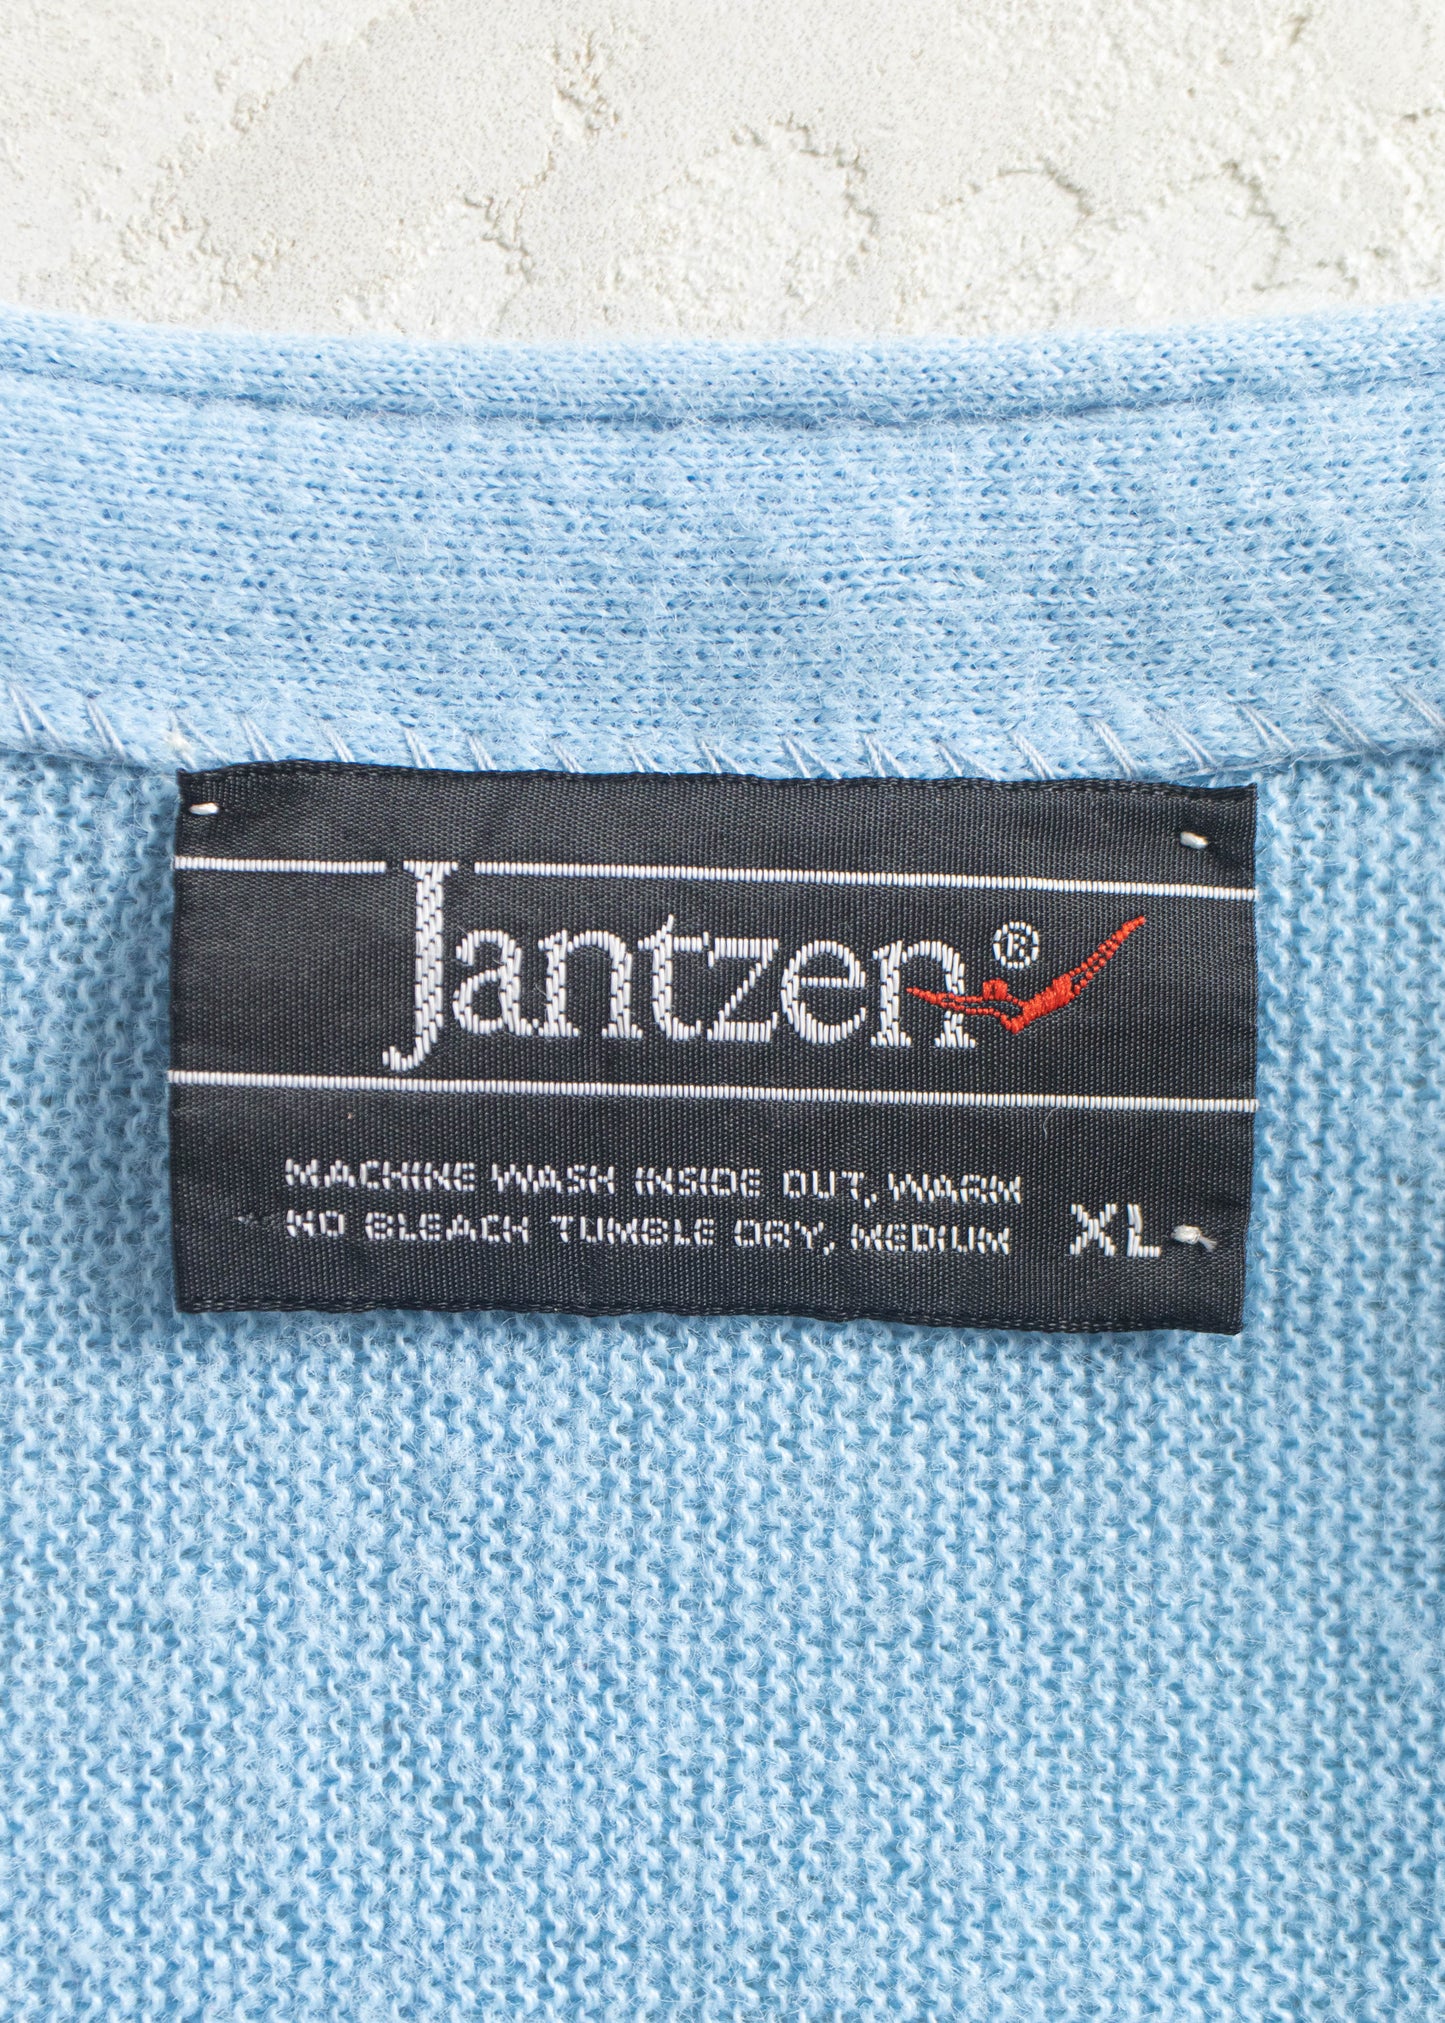 Jantzen®
MACHINE WASH INSIDE OUT, WARM
NO BLEACH TUMBLE DRY, MEDIUM
XL